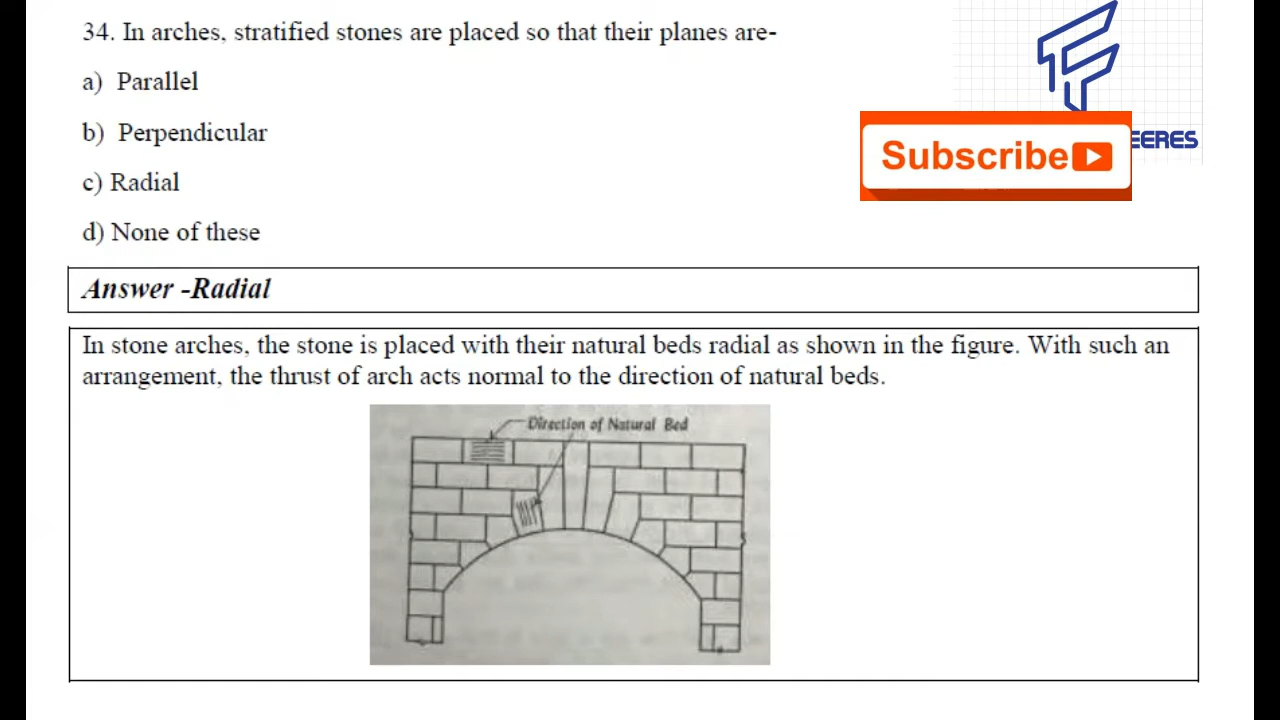 34. In arches, stratified stones are placed so that their planes are-
a) Parallel
b) Perpendicular
c) Radial
d) None of these
Subscribe
EERES
Answer -Radial
In stone arches, the stone is placed with their natural beds radial as shown in the figure. With such an
arrangement, the thrust of arch acts normal to the direction of natural beds.
Direction of Natural Bed